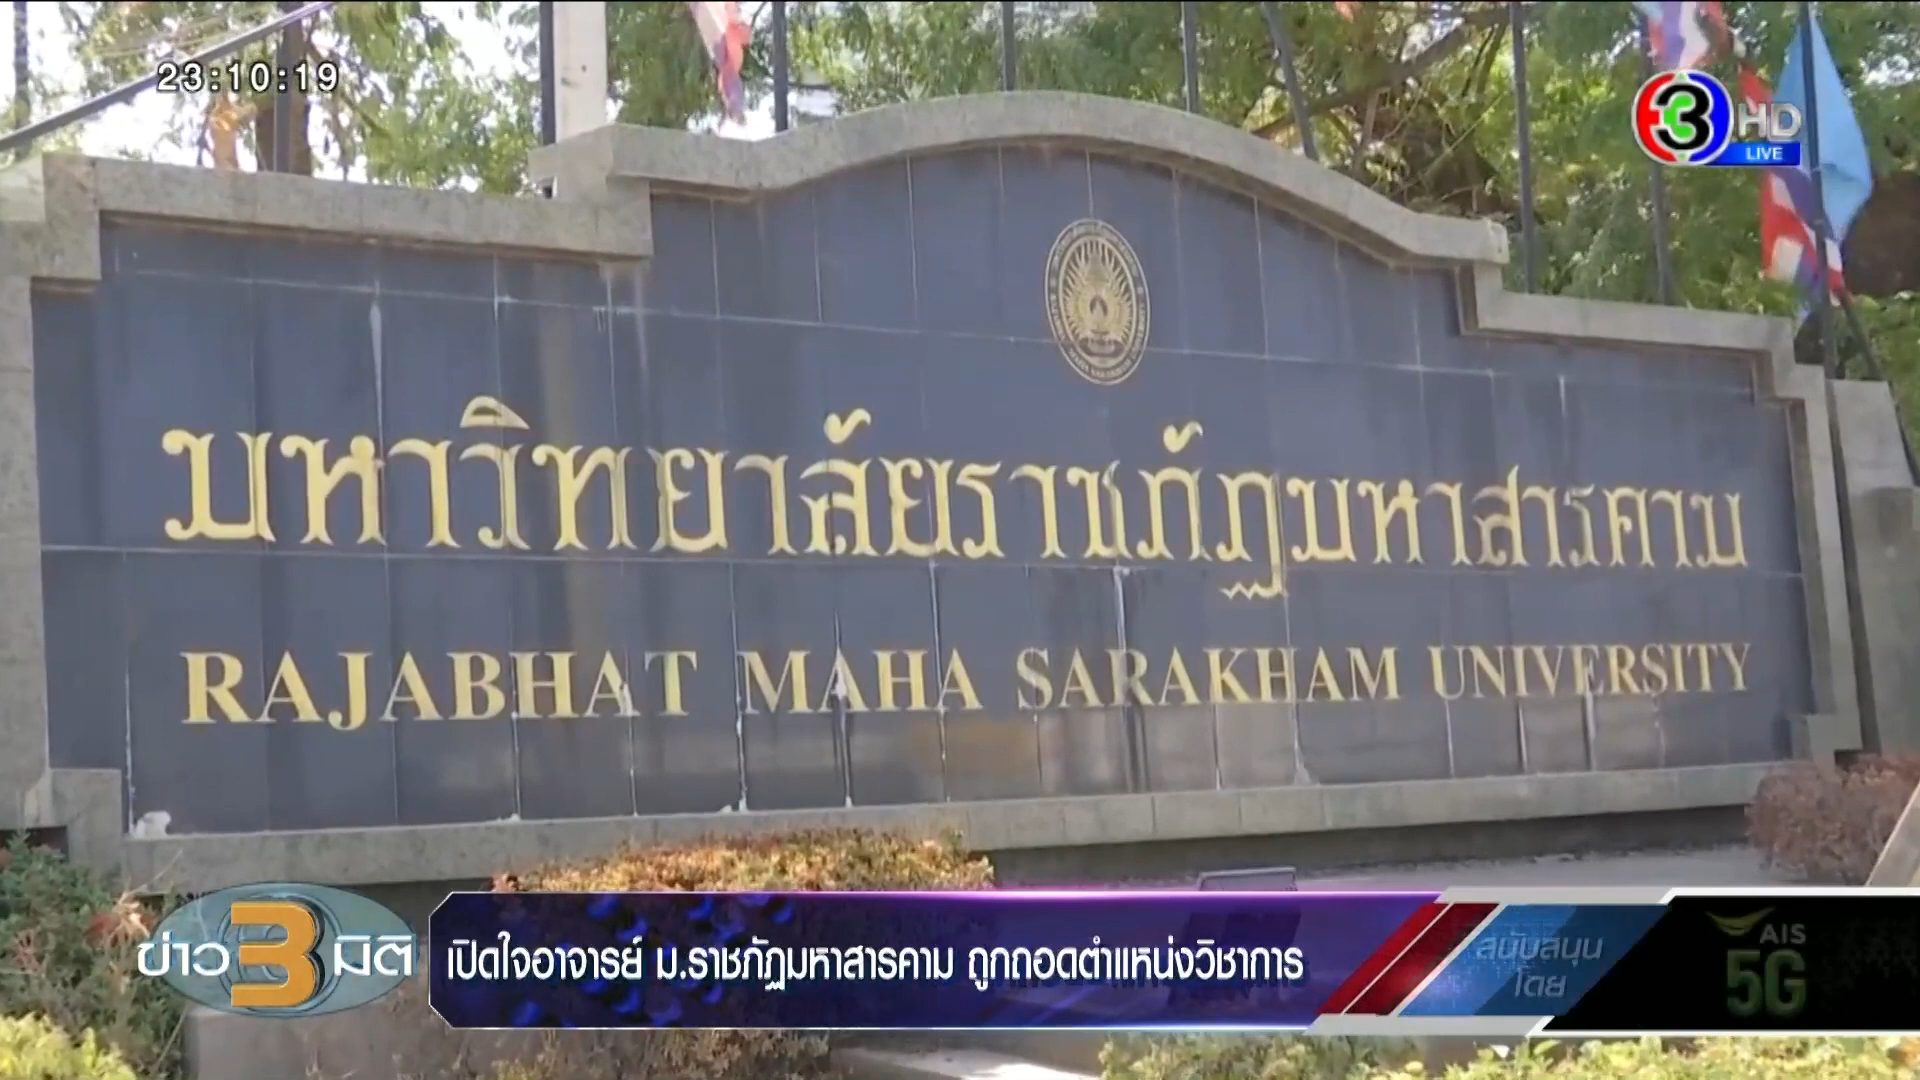 23:10:19
3 HD
LIVE
มหาวิทยาลัยราชภัฏมหาสารคาม
RAJABHAT MAHA SARAKHAM UNIVERSITY
ข่าว 3 มิติ
เปิดใจอาจารย์ ม.ราชภัฏมหาสารคาม ถูกถอดตำแหน่งวิชาการ
สนับสนุน
โดย
AIS
5G